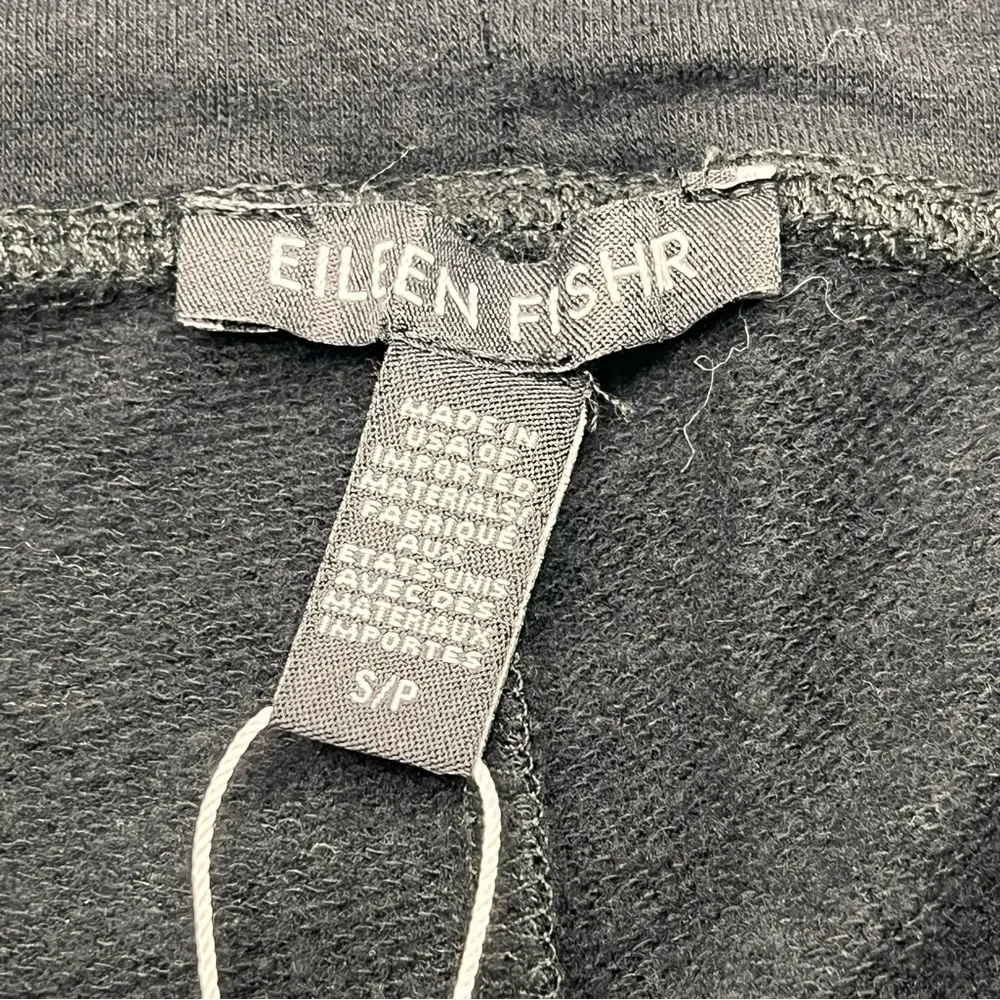 EILEEN FISHR
MADE IN
USA OF
IMPORTED
MATERIALS/
FABRIQUE
AUX
ETATS-UNIS
AVEC DES
MATERIAUX
IMPORTES
S/P